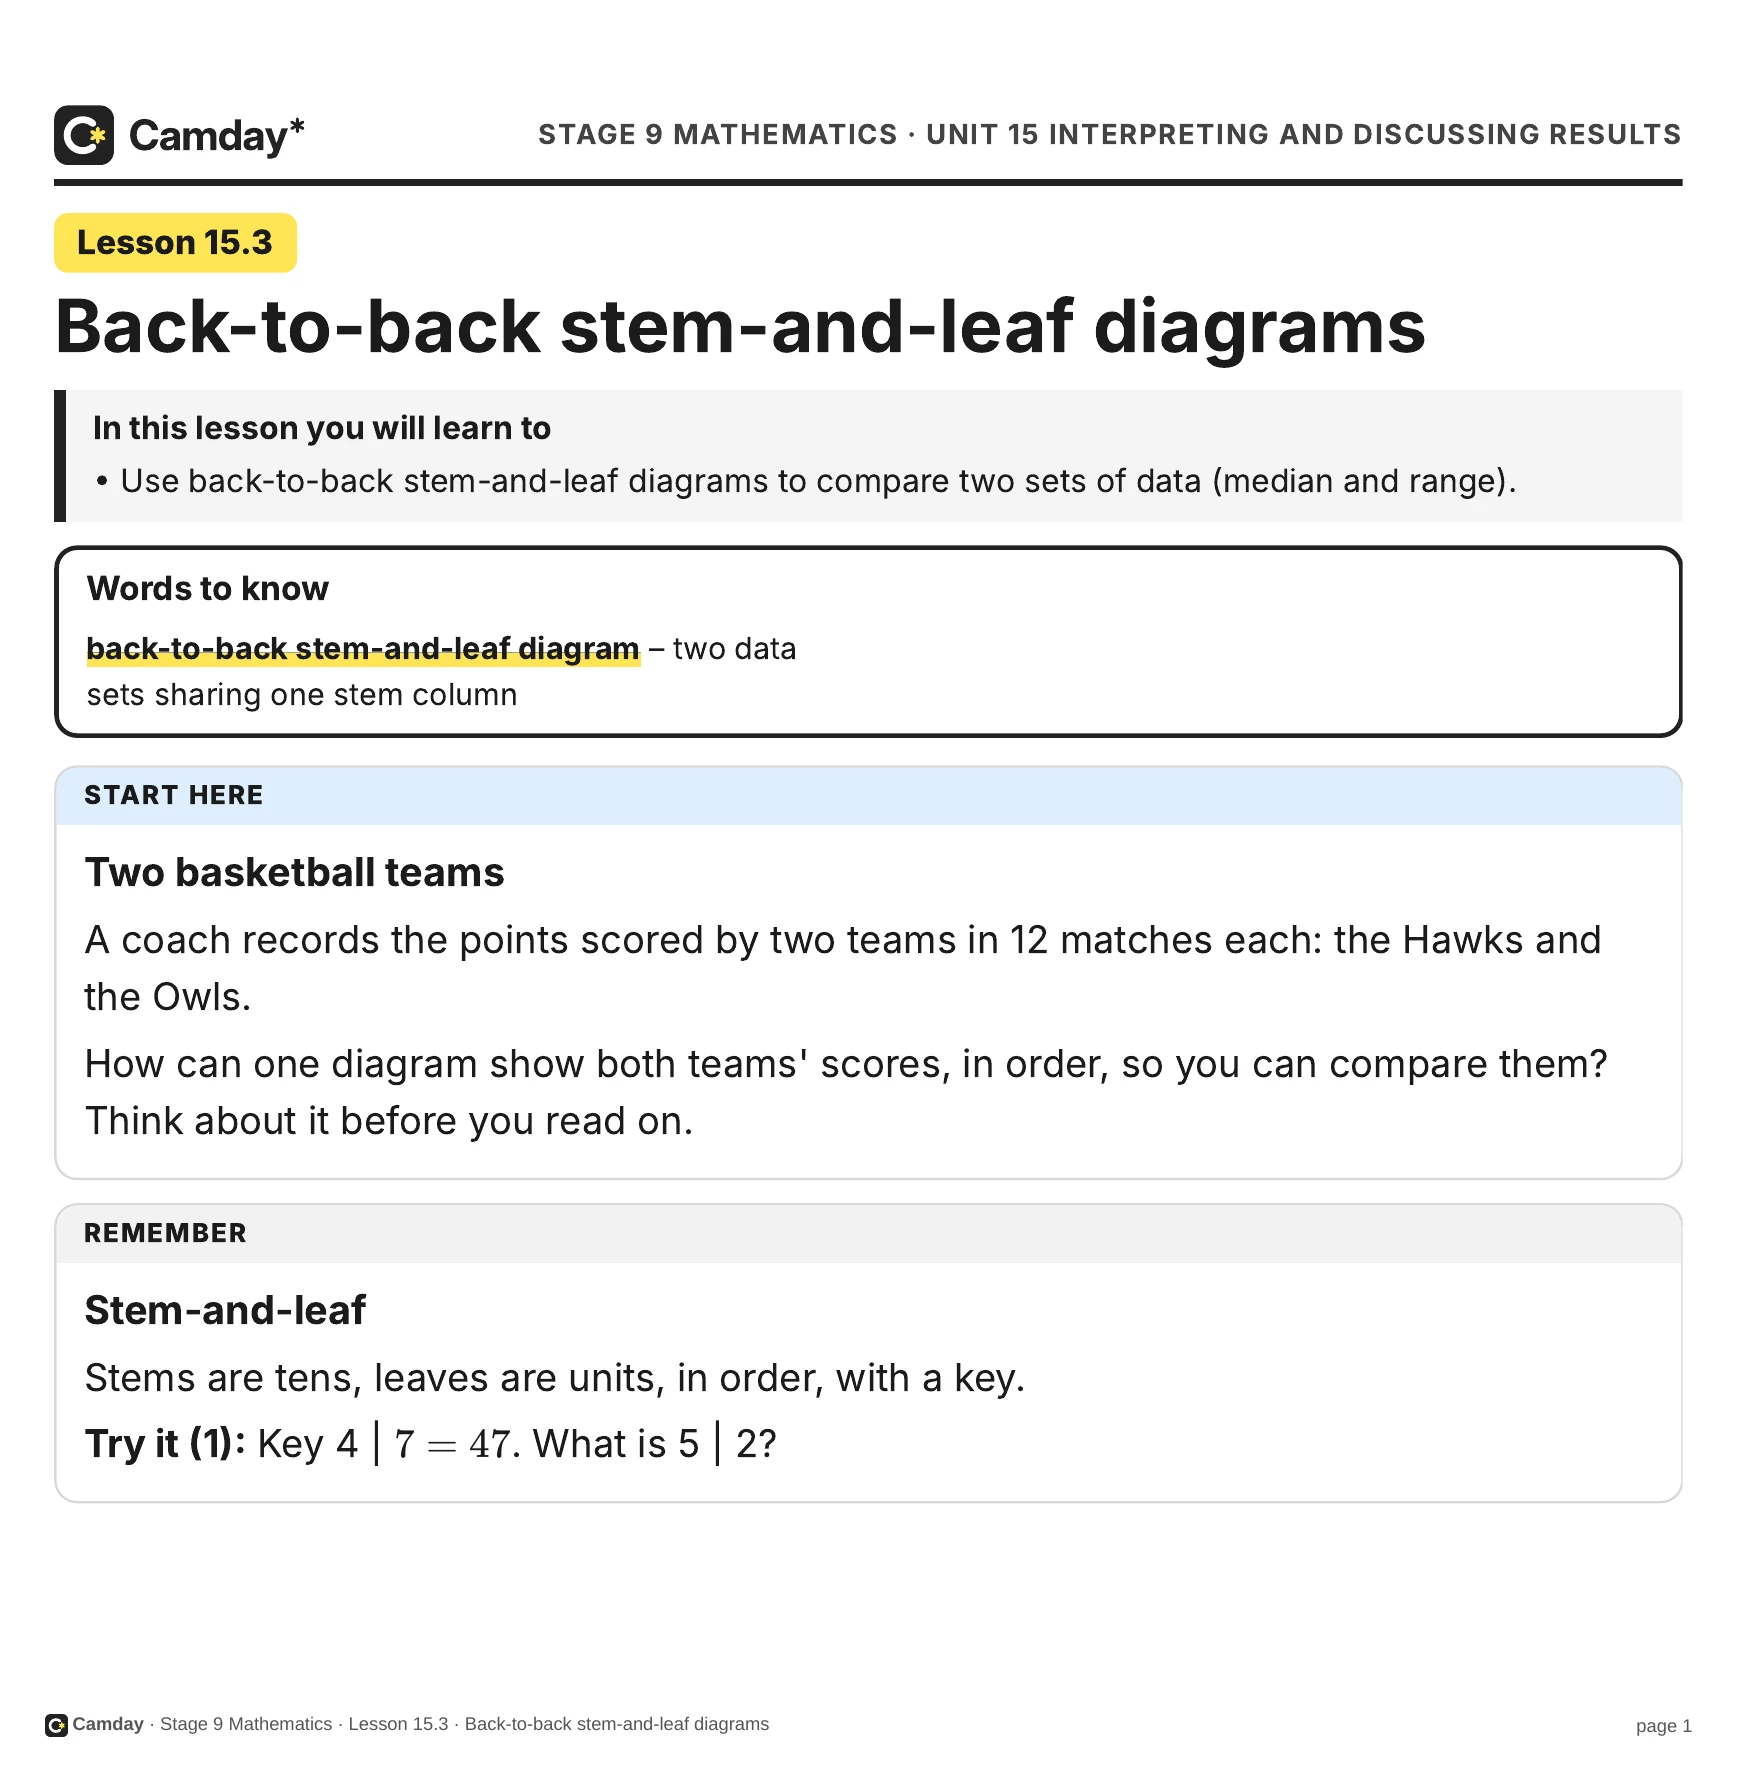 Camday*
STAGE 9 MATHEMATICS · UNIT 15 INTERPRETING AND DISCUSSING RESULTS
Lesson 15.3
Back-to-back stem-and-leaf diagrams
In this lesson you will learn to
• Use back-to-back stem-and-leaf diagrams to compare two sets of data (median and range).
Words to know
back-to-back stem-and-leaf diagram – two data
sets sharing one stem column
START HERE
Two basketball teams
A coach records the points scored by two teams in 12 matches each: the Hawks and
the Owls.
How can one diagram show both teams' scores, in order, so you can compare them?
Think about it before you read on.
REMEMBER
Stem-and-leaf
Stems are tens, leaves are units, in order, with a key.
Try it (1): Key 4 | 7 = 47. What is 5 | 2?
Camday · Stage 9 Mathematics · Lesson 15.3 · Back-to-back stem-and-leaf diagrams
page 1